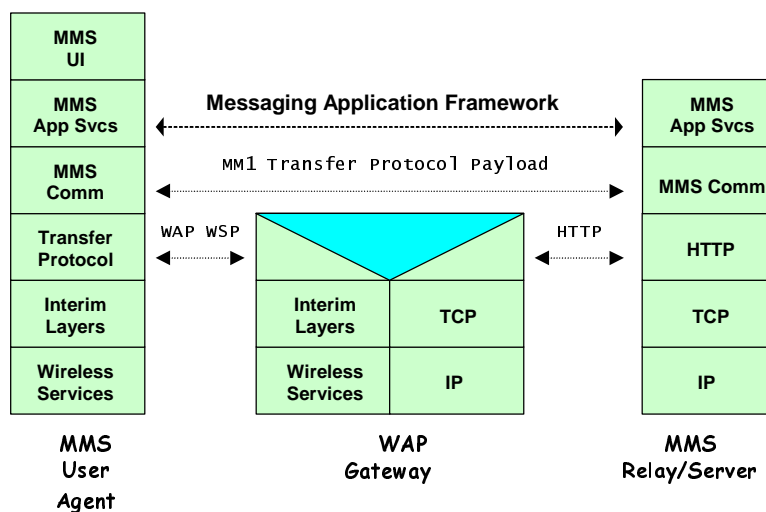 MMS
UI
MMS
App Svcs
Messaging Application Framework
MMS
App Svcs
MMS
Comm
MM1 Transfer Protocol Payload
MMS Comm
Transfer
Protocol
WAP WSP
HTTP
HTTP
Interim
Layers
Interim
Layers
TCP
TCP
Wireless
Services
Wireless
Services
IP
IP
MMS
User
Agent
WAP
Gateway
MMS
Relay/Server